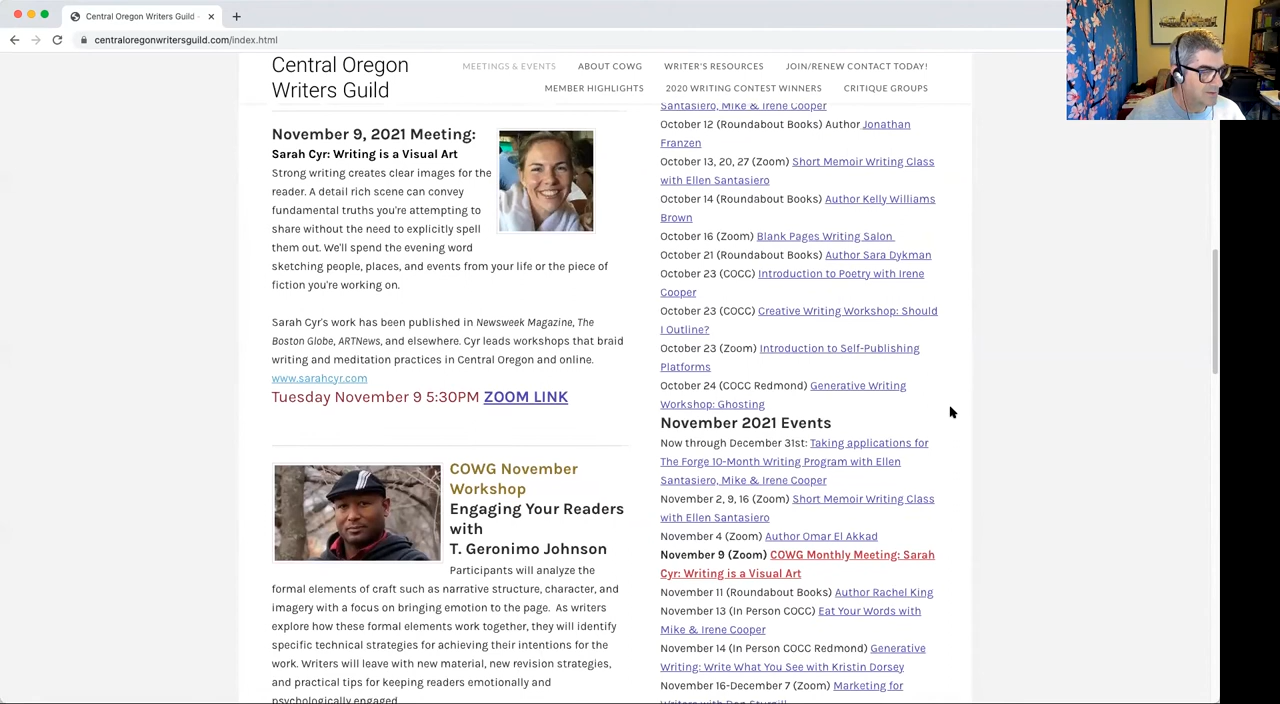 Central Oregon Writers Guild -
centraloregonwritersguild.com/index.html
Central Oregon
Writers Guild
MEETINGS & EVENTS ABOUT COWG WRITER'S RESOURCES JOIN/RENEW CONTACT TODAY!
MEMBER HIGHLIGHTS 2020 WRITING CONTEST WINNERS CRITIQUE GROUPS
November 9, 2021 Meeting:
Sarah Cyr: Writing is a Visual Art
Strong writing creates clear images for the
reader. A detail rich scene can convey
fundamental truths you're attempting to
share without the need to explicitly spell
them out. We'll spend the evening word
sketching people, places, and events from your life or the piece of
fiction you're working on.
Sarah Cyr's work has been published in Newsweek Magazine, The
Boston Globe, ARTNews, and elsewhere. Cyr leads workshops that braid
writing and meditation practices in Central Oregon and online.
www.sarahcyr.com
Tuesday November 9 5:30PM ZOOM LINK
COWG November
Workshop
Engaging Your Readers
with
T. Geronimo Johnson
Participants will analyze the
formal elements of craft such as narrative structure, character, and
imagery with a focus on bringing emotion to the page. As writers
explore how these formal elements work together, they will identify
specific technical strategies for achieving their intentions for the
work. Writers will leave with new material, new revision strategies,
and practical tips for keeping readers emotionally and
psychologically engaged.
Santasiero, Mike & Irene Cooper
October 12 (Roundabout Books) Author Jonathan
Franzen
October 13, 20, 27 (Zoom) Short Memoir Writing Class
with Ellen Santasiero
October 14 (Roundabout Books) Author Kelly Williams
Brown
October 16 (Zoom) Blank Pages Writing Salon
October 21 (Roundabout Books) Author Sara Dykman
October 23 (COCC) Introduction to Poetry with Irene
Cooper
October 23 (COCC) Creative Writing Workshop: Should
I Outline?
October 23 (Zoom) Introduction to Self-Publishing
Platforms
October 24 (COCC Redmond) Generative Writing
Workshop: Ghosting
November 2021 Events
Now through December 31st: Taking applications for
The Forge 10-Month Writing Program with Ellen
Santasiero, Mike & Irene Cooper
November 2, 9, 16 (Zoom) Short Memoir Writing Class
with Ellen Santasiero
November 4 (Zoom) Author Omar El Akkad
November 9 (Zoom) COWG Monthly Meeting: Sarah
Cyr: Writing is a Visual Art
November 11 (Roundabout Books) Author Rachel King
November 13 (In Person COCC) Eat Your Words with
Mike & Irene Cooper
November 14 (In Person COCC Redmond) Generative
Writing: Write What You See with Kristin Dorsey
November 16-December 7 (Zoom) Marketing for